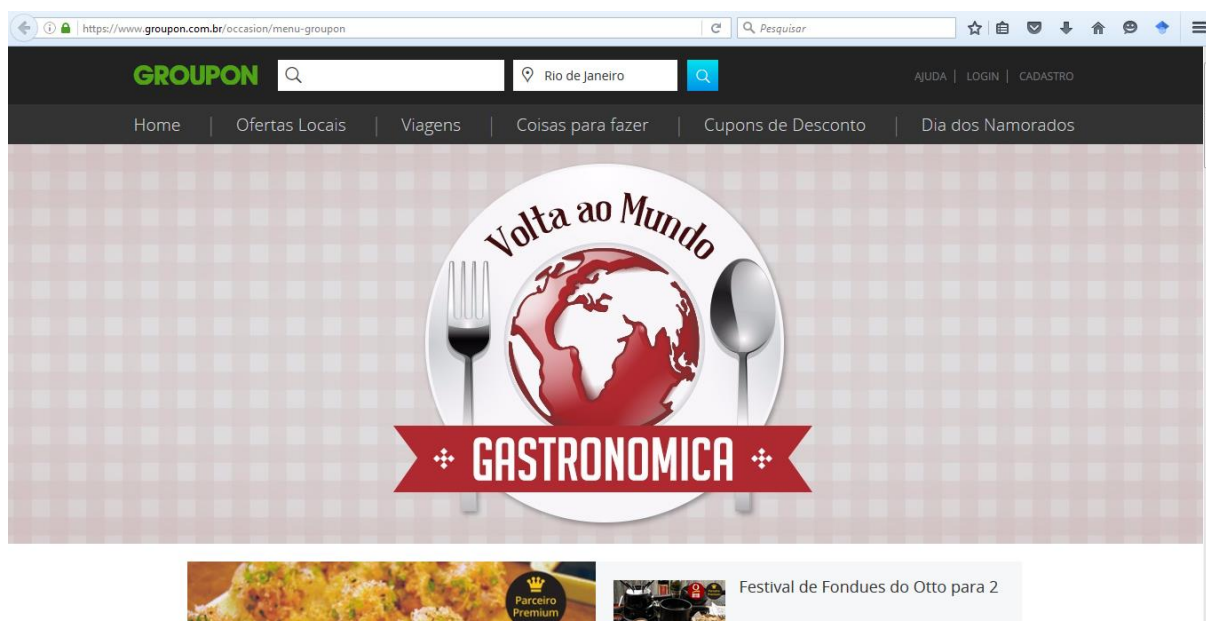 https://www.groupon.com.br/occasion/menu-groupon
Pesquisar
GROUPON
Rio de Janeiro
AJUDA | LOGIN | CADASTRO
Home | Ofertas Locais | Viagens | Coisas para fazer | Cupons de Desconto | Dia dos Namorados
Volta ao Mundo
GASTRONOMICA
Parceiro
Premium
Festival de Fondues do Otto para 2